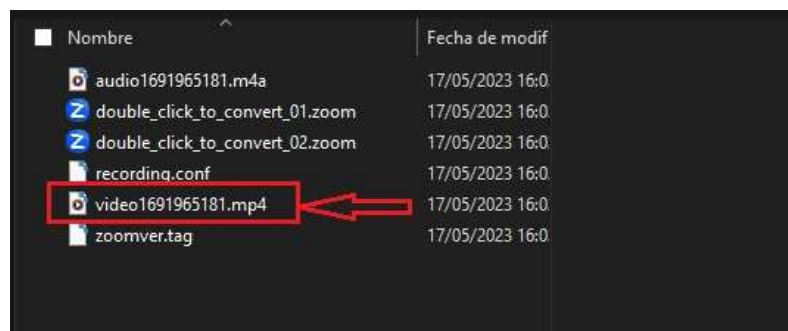 Nombre Fecha de modif
audio1691965181.m4a 17/05/2023 16:0
double_click_to_convert_01.zoom 17/05/2023 16:0
double_click_to_convert_02.zoom 17/05/2023 16:0
recording.conf 17/05/2023 16:0
video1691965181.mp4 17/05/2023 16:0
zoomver.tag 17/05/2023 16:0